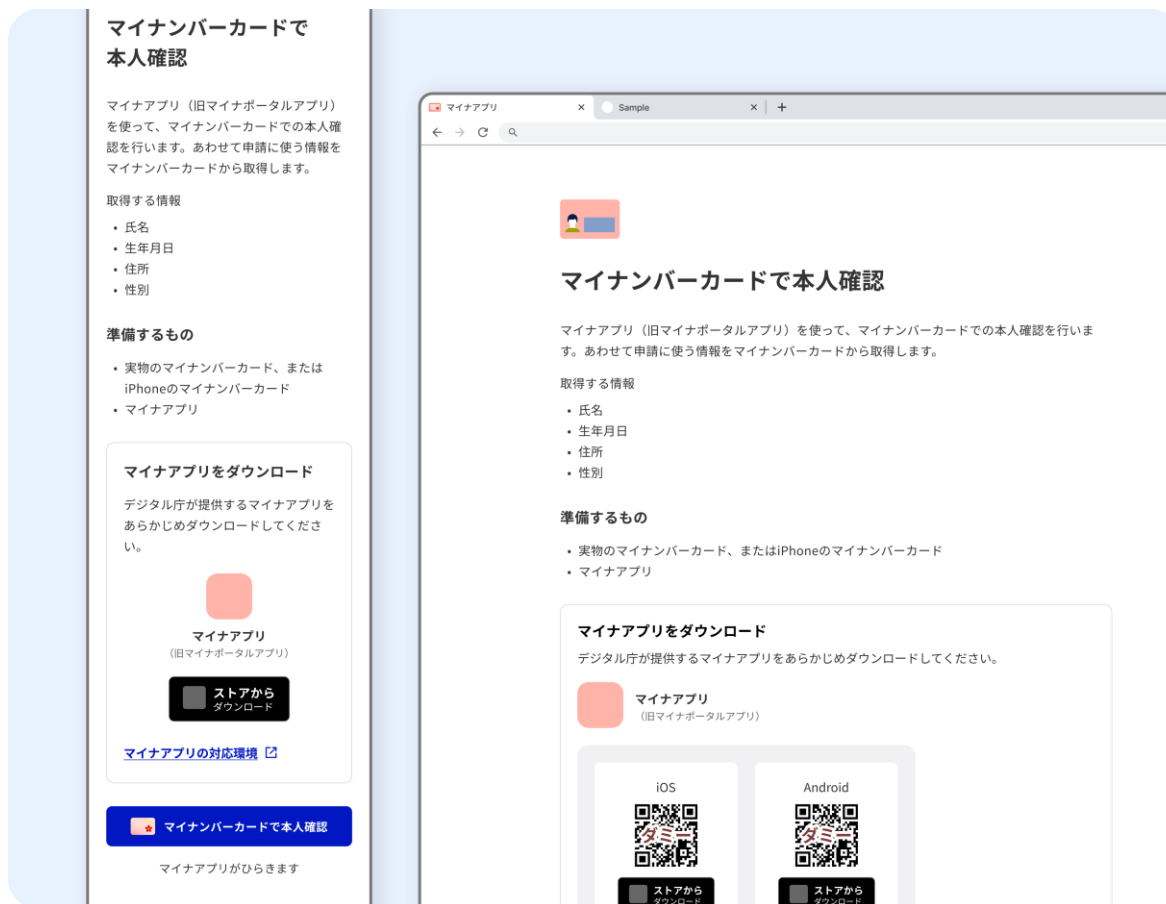 マイナンバーカードで
本人確認
マイナアプリ（旧マイナポータルアプリ）
を使って、マイナンバーカードでの本人確
認を行います。あわせて申請に使う情報を
マイナンバーカードから取得します。
取得する情報
• 氏名
• 生年月日
• 住所
• 性別
準備するもの
• 実物のマイナンバーカード、または
iPhoneのマイナンバーカード
• マイナアプリ
マイナアプリをダウンロード
デジタル庁が提供するマイナアプリを
あらかじめダウンロードしてくださ
い。
マイナアプリ
（旧マイナポータルアプリ）
ストアから
ダウンロード
マイナアプリの対応環境
マイナンバーカードで本人確認
マイナアプリがひらきます
マイナアプリ
Sample
マイナンバーカードで本人確認
マイナアプリ（旧マイナポータルアプリ）を使って、マイナンバーカードでの本人確認を行いま
す。あわせて申請に使う情報をマイナンバーカードから取得します。
取得する情報
• 氏名
• 生年月日
• 住所
• 性別
準備するもの
• 実物のマイナンバーカード、またはiPhoneのマイナンバーカード
• マイナアプリ
マイナアプリをダウンロード
デジタル庁が提供するマイナアプリをあらかじめダウンロードしてください。
マイナアプリ
（旧マイナポータルアプリ）
iOS
ダミー
ストアから
ダウンロード
Android
ダミー
ストアから
ダウンロード